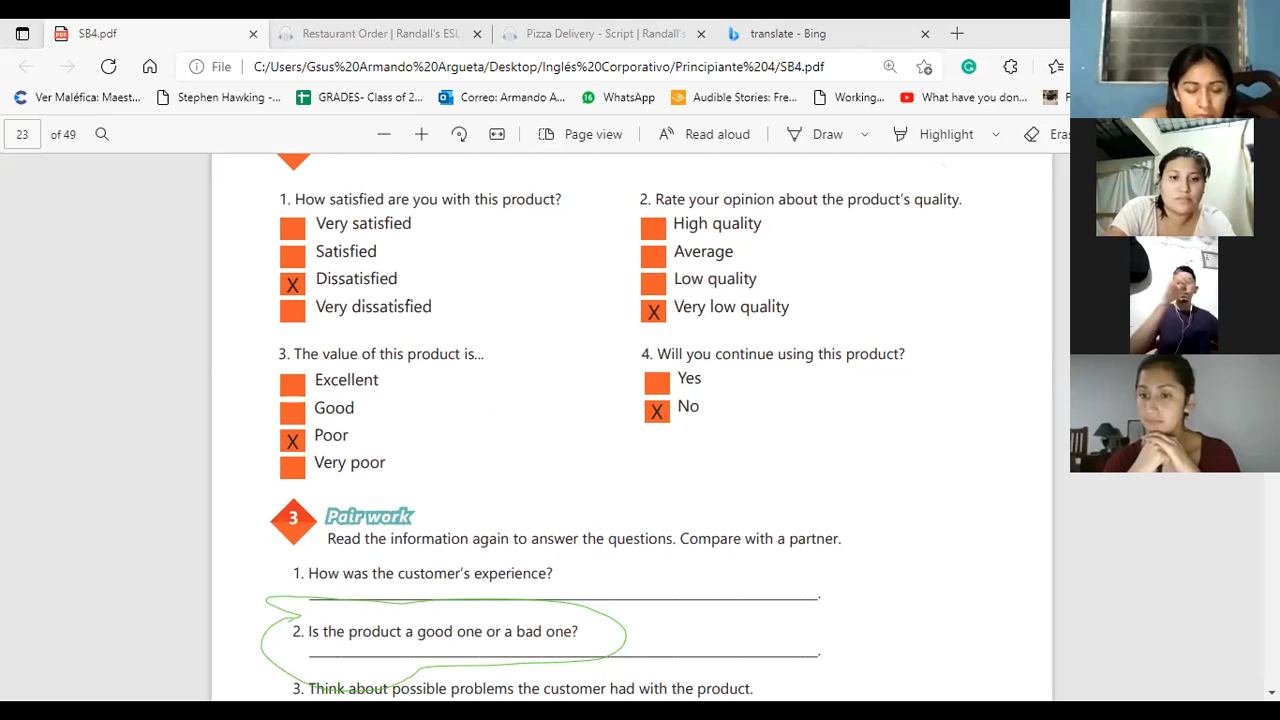 SB4.pdf
Restaurant Order | Randall's ESL
Pizza Delivery - Script | Randall's
translate - Bing
File
C:/Users/Gsus%20Armando%20Argueta/Desktop/Inglés%20Corporativo/Principiante%204/SB4.pdf
Ver Maléfica: Maest...
Stephen Hawking -...
GRADES- Class of 2...
Correo: Armando A...
16
WhatsApp
Audible Stories: Fre...
Working...
What have you don...
23
of 49
Page view
Read aloud
Draw
Highlight
Eras
1. How satisfied are you with this product?
Very satisfied
Satisfied
X Dissatisfied
Very dissatisfied
2. Rate your opinion about the product's quality.
High quality
Average
Low quality
X Very low quality
3. The value of this product is...
Excellent
Good
X Poor
Very poor
4. Will you continue using this product?
Yes
X No
3 Pair work
Read the information again to answer the questions. Compare with a partner.
1. How was the customer's experience?
2. Is the product a good one or a bad one?
3. Think about possible problems the customer had with the product.